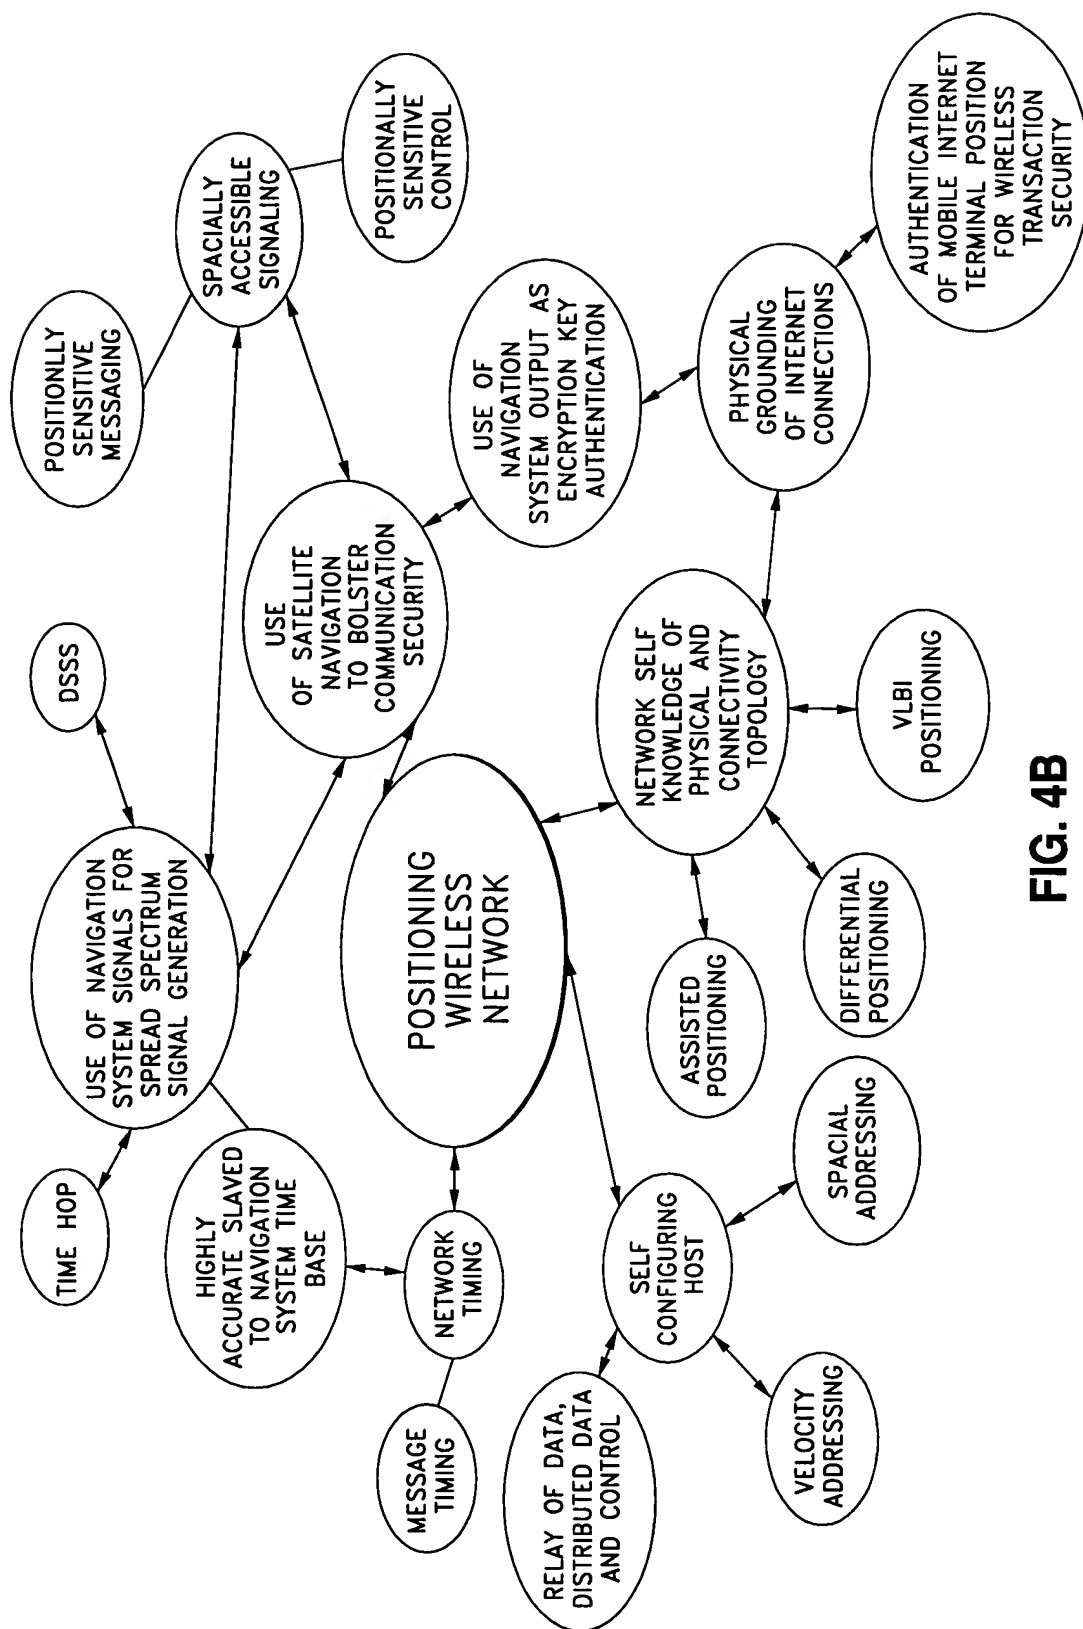 TIME HOP
USE OF NAVIGATION
SYSTEM SIGNALS FOR
SPREAD SPECTRUM
SIGNAL GENERATION
DSSS
POSITIONLLY
SENSITIVE
MESSAGING
SPACIALLY
ACCESSIBLE
SIGNALING
POSITIONALLY
SENSITIVE
CONTROL
HIGHLY
ACCURATE SLAVED
TO NAVIGATION
SYSTEM TIME
BASE
USE
OF SATELLITE
NAVIGATION
TO BOLSTER
COMMUNICATION
SECURITY
MESSAGE
TIMING
NETWORK
TIMING
POSITIONING
WIRELESS
NETWORK
USE OF
NAVIGATION
SYSTEM OUTPUT AS
ENCRYPTION KEY
AUTHENTICATION
RELAY OF DATA,
DISTRIBUTED DATA
AND CONTROL
SELF
CONFIGURING
HOST
ASSISTED
POSITIONING
NETWORK SELF
KNOWLEDGE OF
PHYSICAL AND
CONNECTIVITY
TOPOLOGY
PHYSICAL
GROUNDING
OF INTERNET
CONNECTIONS
VELOCITY
ADDRESSING
SPACIAL
ADDRESSING
DIFFERENTIAL
POSITIONING
VLBI
POSITIONING
AUTHENTICATION
OF MOBILE INTERNET
TERMINAL POSITION
FOR WIRELESS
TRANSACTION
SECURITY
FIG. 4B